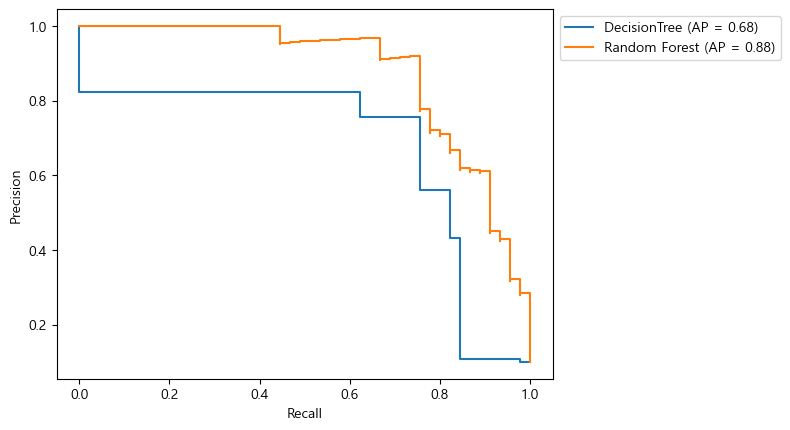 DecisionTree (AP = 0.68)
Random Forest (AP = 0.88)
1.0
0.8
0.6
0.4
0.2
Precision
0.0
0.2
0.4
0.6
0.8
1.0
Recall